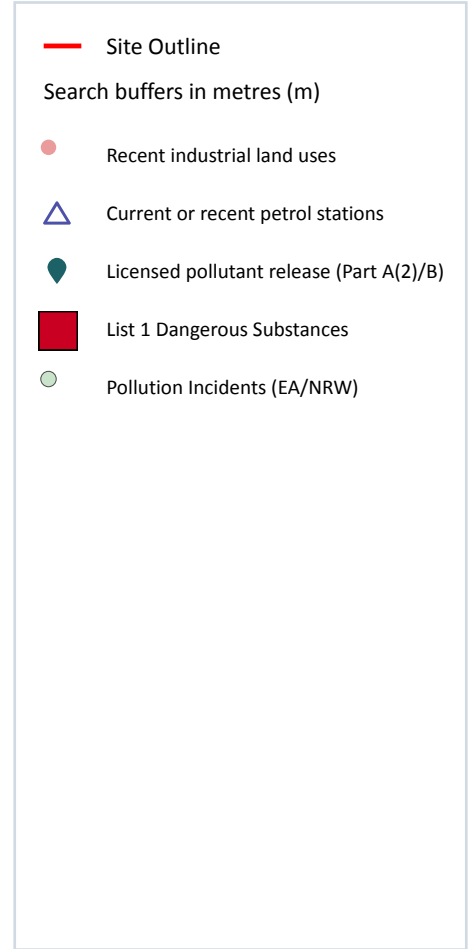 Site Outline
Search buffers in metres (m)
Recent industrial land uses
Current or recent petrol stations
Licensed pollutant release (Part A(2)/B)
List 1 Dangerous Substances
Pollution Incidents (EA/NRW)